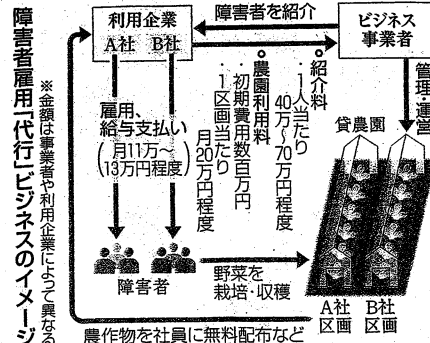 障害者雇用「代行」ビジネスのイメージ
※金額は事業者や利用企業によって異なる
利用企業
A社 B社
障害者を紹介
ビジネス
事業者
管理・運営
貸農園
○紹介料
・1人当たり
40万〜70万円程度
○農園利用料
・初期費用数百万円
・1区画当たり
月20万円程度
雇用、
給与支払い
(月11万〜
13万円程度)
障害者
野菜を
栽培・収穫
A社
区画
B社
区画
農作物を社員に無料配布など